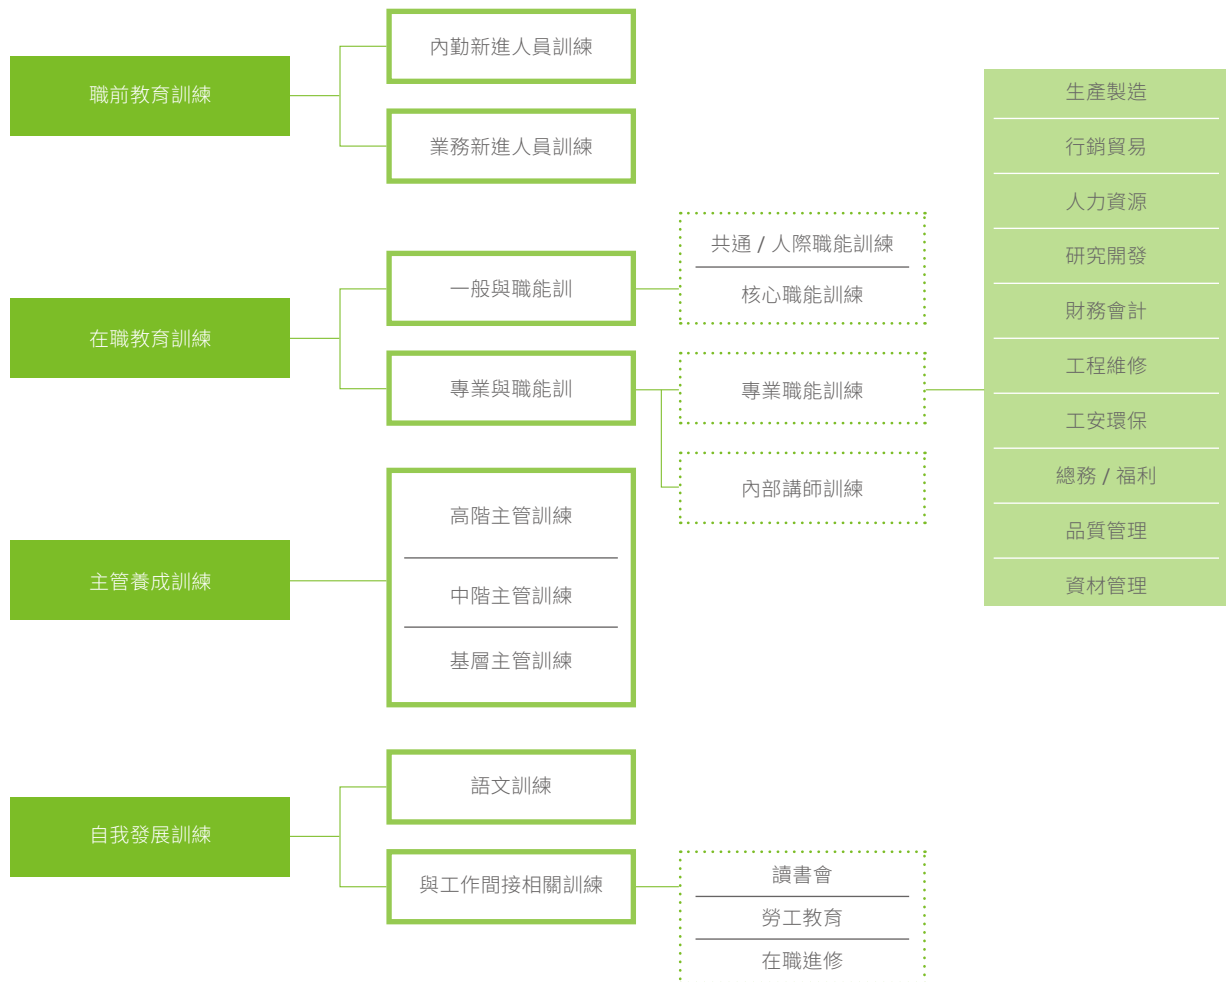 職前教育訓練
內勤新進人員訓練
業務新進人員訓練
在職教育訓練
一般與職能訓
共通 / 人際職能訓練
核心職能訓練
專業與職能訓
專業職能訓練
生產製造
行銷貿易
人力資源
研究開發
財務會計
工程維修
工安環保
總務 / 福利
品質管理
資材管理
內部講師訓練
主管養成訓練
高階主管訓練
中階主管訓練
基層主管訓練
自我發展訓練
語文訓練
與工作間接相關訓練
讀書會
勞工教育
在職進修